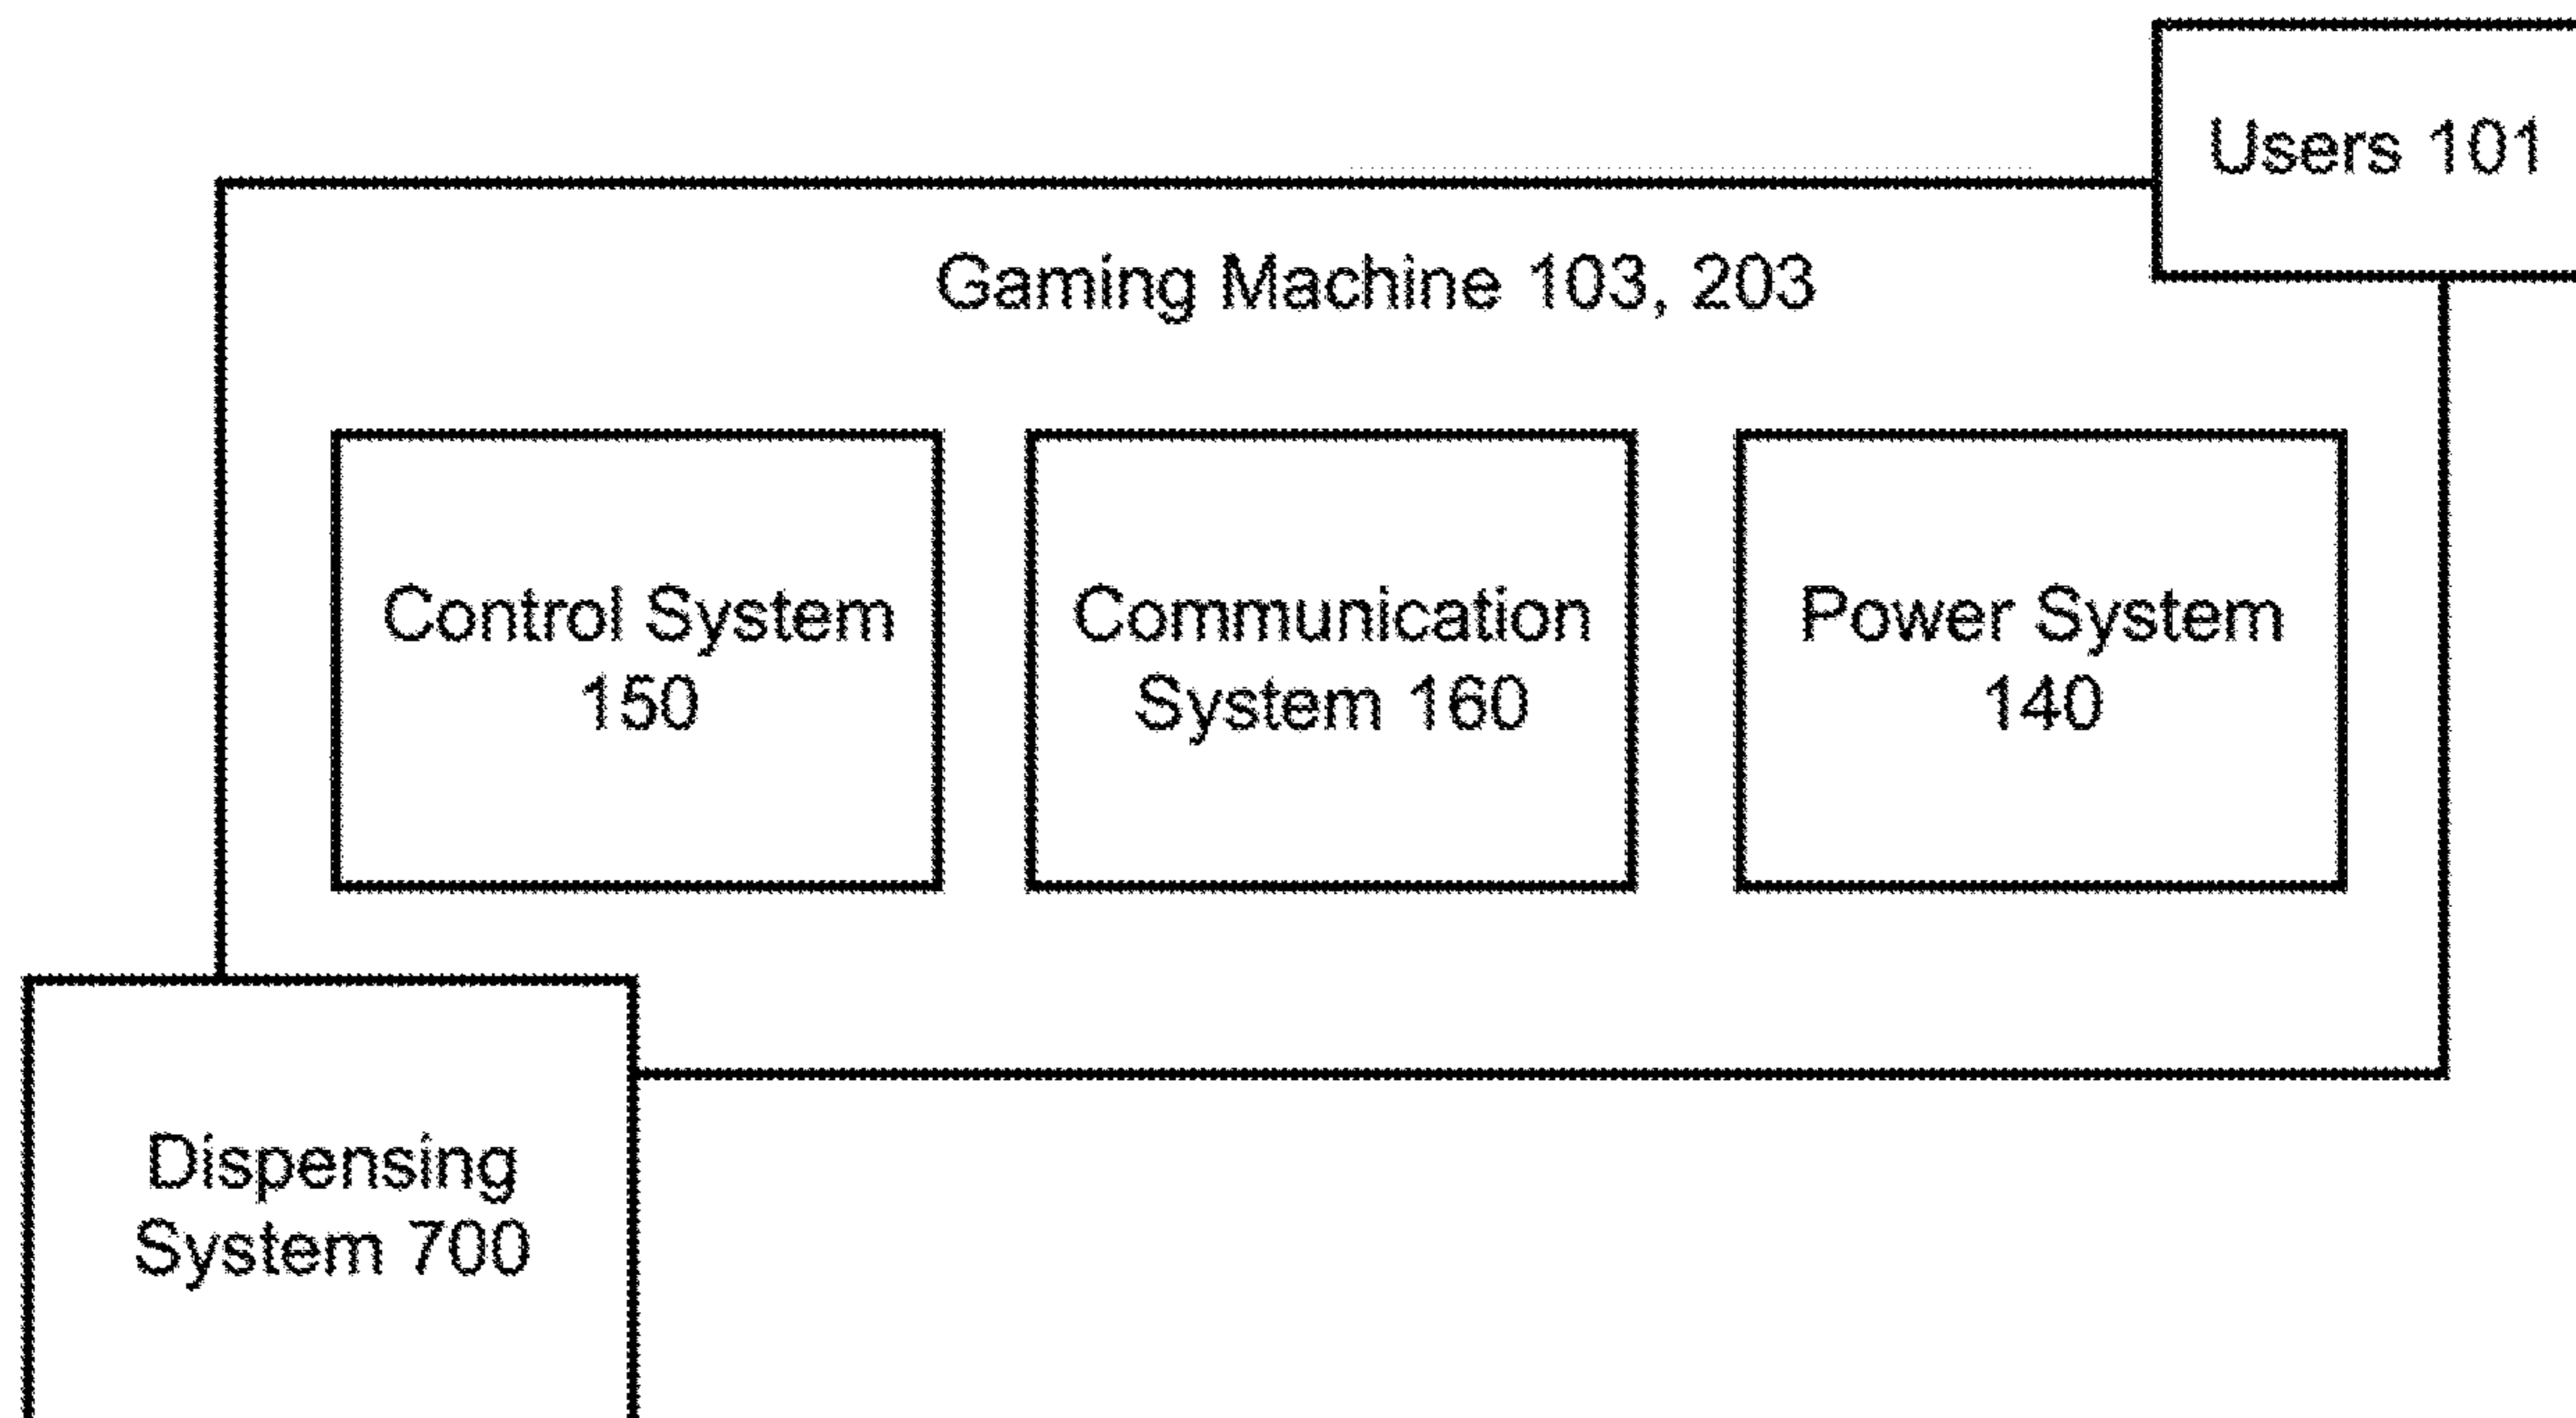 Users 101
Gaming Machine 103, 203
Control System
150
Communication
System 160
Power System
140
Dispensing
System 700